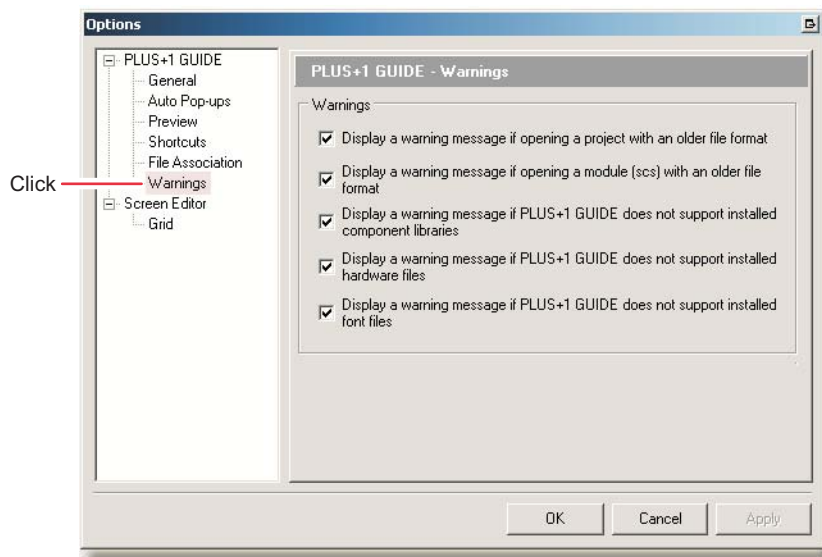 Options
PLUS+1 GUIDE
General
Auto Pop-ups
Preview
Shortcuts
File Association
Click
Warnings
Screen Editor
Grid
PLUS+1 GUIDE - Warnings
Warnings
Display a warning message if opening a project with an older file format
Display a warning message if opening a module (scs) with an older file
format
Display a warning message if PLUS+1 GUIDE does not support installed
component libraries
Display a warning message if PLUS+1 GUIDE does not support installed
hardware files
Display a warning message if PLUS+1 GUIDE does not support installed
font files
OK
Cancel
Apply